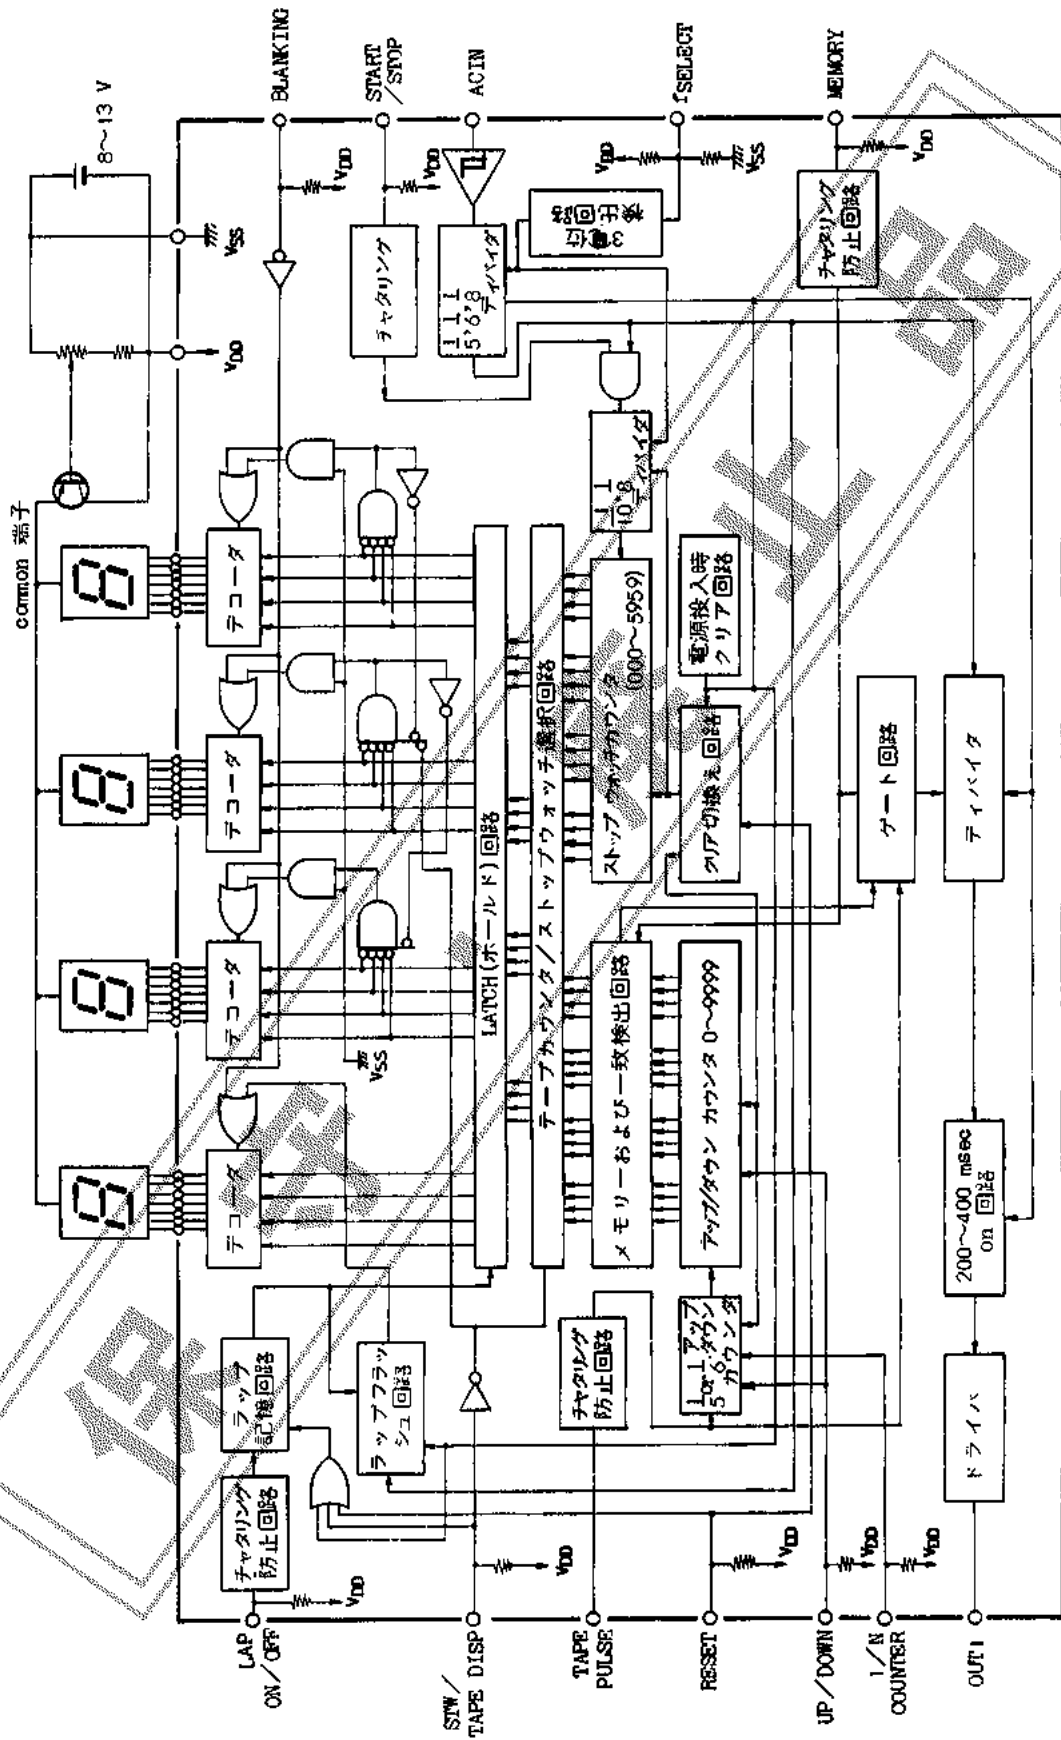 common 端子
8～13 V
VSS
VDD
BLANKING
VDD
START
/STOP
VDD
ACIN
fSELECT
VDD
VSS
MEMORY
VDD
チャタリング
防止回路
チャタリング
1/5, 1/6, 1/8
ディバイダ
3電位
検出回路
1/10, 1/8
ディバイダ
デコーダ
デコーダ
デコーダ
デコーダ
VSS
LATCH(ホールド)回路
テープカウンタ/ストップウォッチ選択回路
ストップウォッチカウンタ
(000～5959)
メモリーおよび一致検出回路
電源投入時
クリア回路
クリア切換え回路
アップ/ダウン カウンタ 0～9999
1/5 or 1/6 アップ
・ダウン
カウンタ
ゲート回路
ディバイダ
200～400 msec
on 回路
ドライバ
ラップ
記憶回路
チャタリング
防止回路
ラップフラッ
シュ回路
チャタリング
防止回路
LAP
ON/OFF
VDD
STW/
TAPE DISP
VDD
TAPE
PULSE
RESET
VDD
UP/DOWN
VDD
1/N
COUNTER
VDD
OUT1
保
守
廃
止
品